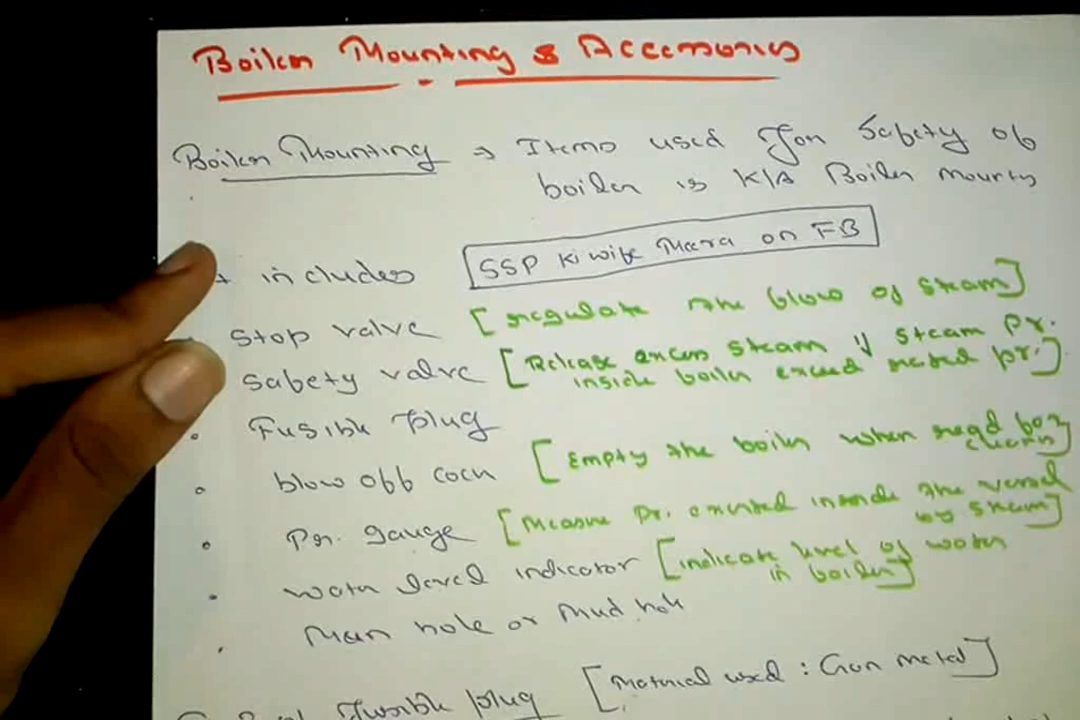 Boiler Mounting & Accessories
Boiler Mounting → Items used for Safety of
boiler is K/A Boiler mounty
includes SSP Ki wife Meera on FB
Stop valve [regulate the flow of steam]
Safety valve [Release excess steam if steam pr.
inside boiler exceed rated pr.]
• Fusible Plug
• blow off cock [Empty the boiler when reqd for
clean]
• Pr. gauge [Measure Pr. exerted inside the vessel
by steam]
• water level indicator [indicate level of water
in boiler]
• Man hole or Mud hole
Fusible plug [Material used : Gun metal]